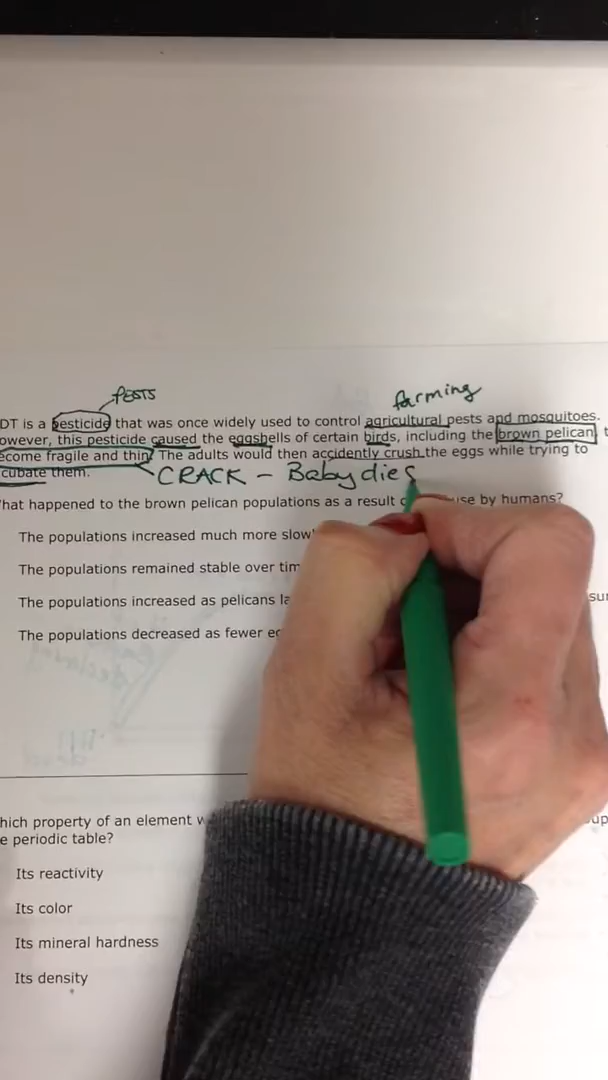 PESTS
farming
DT is a pesticide that was once widely used to control agricultural pests and mosquitoes.
owever, this pesticide caused the eggshells of certain birds, including the brown pelican, t
ecome fragile and thin. The adults would then accidently crush the eggs while trying to
cubate them.
CRACK - Baby dies
hat happened to the brown pelican populations as a result use by humans?
The populations increased much more slow
The populations remained stable over tim
The populations increased as pelicans la
sur
The populations decreased as fewer e
hich property of an element w
oup
e periodic table?
Its reactivity
Its color
Its mineral hardness
Its density